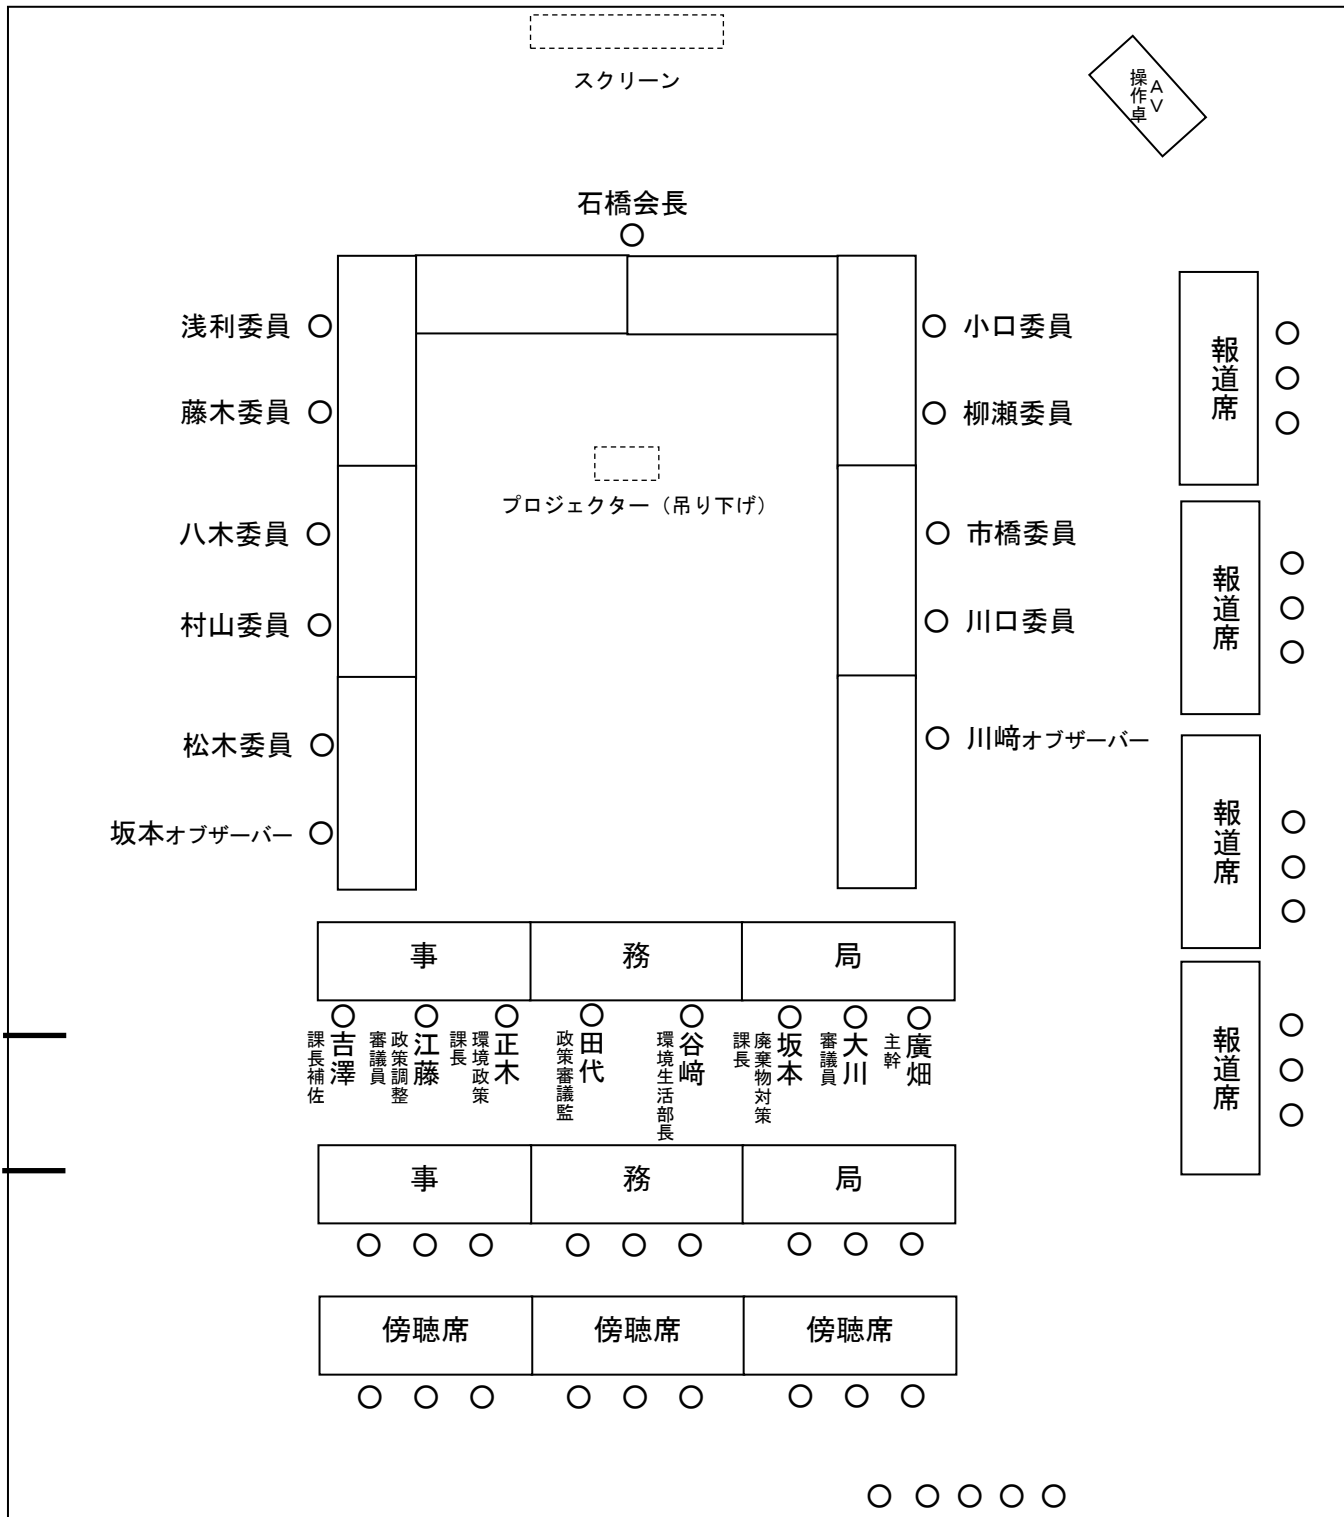 スクリーン
AV
操作卓
石橋会長
浅利委員
小口委員
報道席
藤木委員
柳瀬委員
プロジェクター（吊り下げ）
八木委員
市橋委員
報道席
村山委員
川口委員
松木委員
川﨑オブザーバー
報道席
坂本オブザーバー
事務局
報道席
吉澤
課長補佐
江藤
政策調整
審議員
正木
環境政策
課長
田代
政策審議監
谷﨑
環境生活部長
坂本
廃棄物対策
課長
大川
審議員
廣畑
主幹
事務局
傍聴席
傍聴席
傍聴席